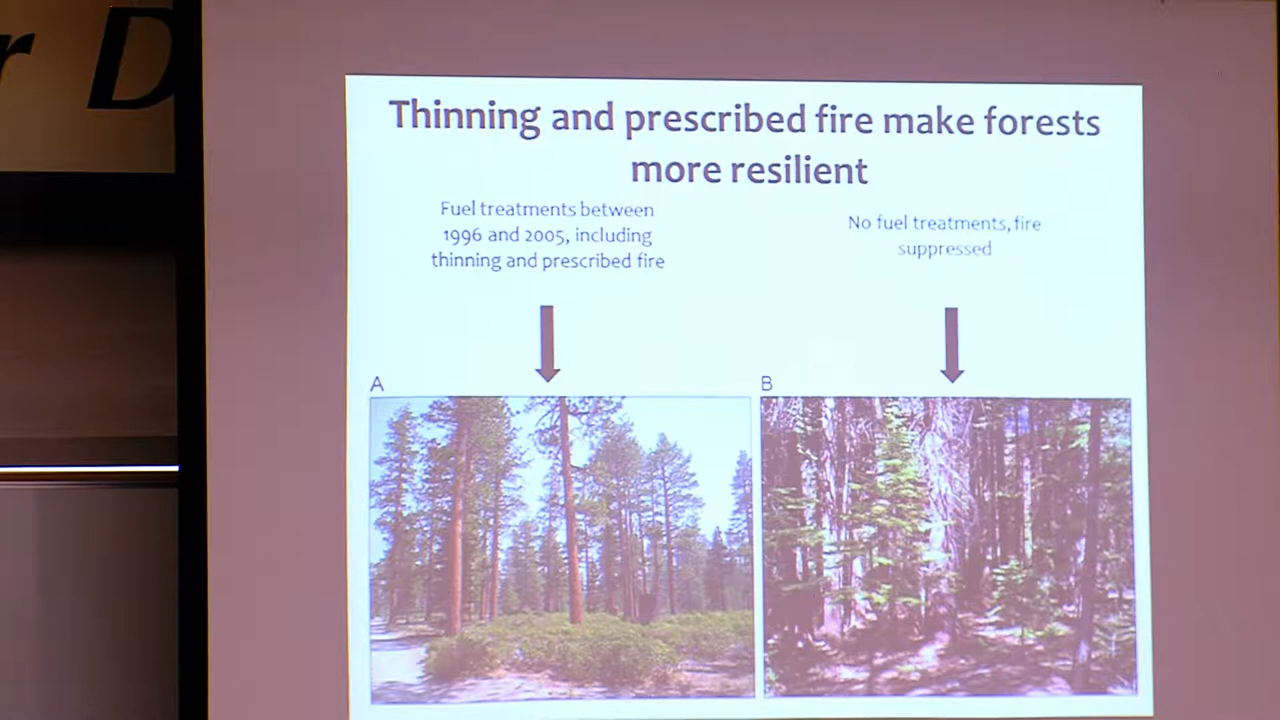 r D
Thinning and prescribed fire make forests
more resilient
Fuel treatments between
1996 and 2005, including
thinning and prescribed fire
No fuel treatments, fire
suppressed
A
B